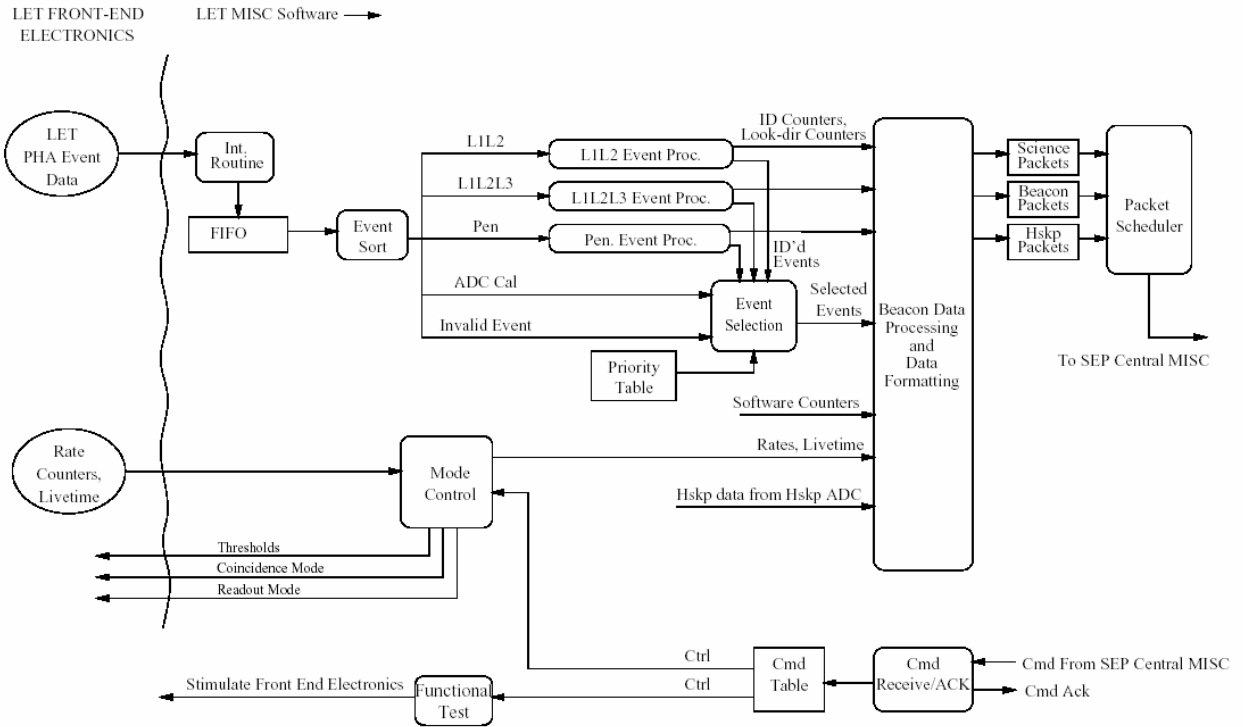 LET FRONT-END
ELECTRONICS
LET MISC Software
LET
PHA Event
Data
Int.
Routine
FIFO
Event
Sort
L1L2
L1L2L3
Pen
ADC Cal
Invalid Event
L1L2 Event Proc.
L1L2L3 Event Proc.
Pen. Event Proc.
ID Counters,
Look-dir Counters
ID'd
Events
Event
Selection
Selected
Events
Priority
Table
Beacon Data
Processing
and
Data
Formatting
Science
Packets
Beacon
Packets
Hskp
Packets
Packet
Scheduler
To SEP Central MISC
Software Counters
Rate
Counters,
Livetime
Mode
Control
Rates, Livetime
Hskp data from Hskp ADC
Thresholds
Coincidence Mode
Readout Mode
Ctrl
Ctrl
Cmd
Table
Cmd
Receive/ACK
Cmd From SEP Central MISC
Cmd Ack
Stimulate Front End Electronics
Functional
Test